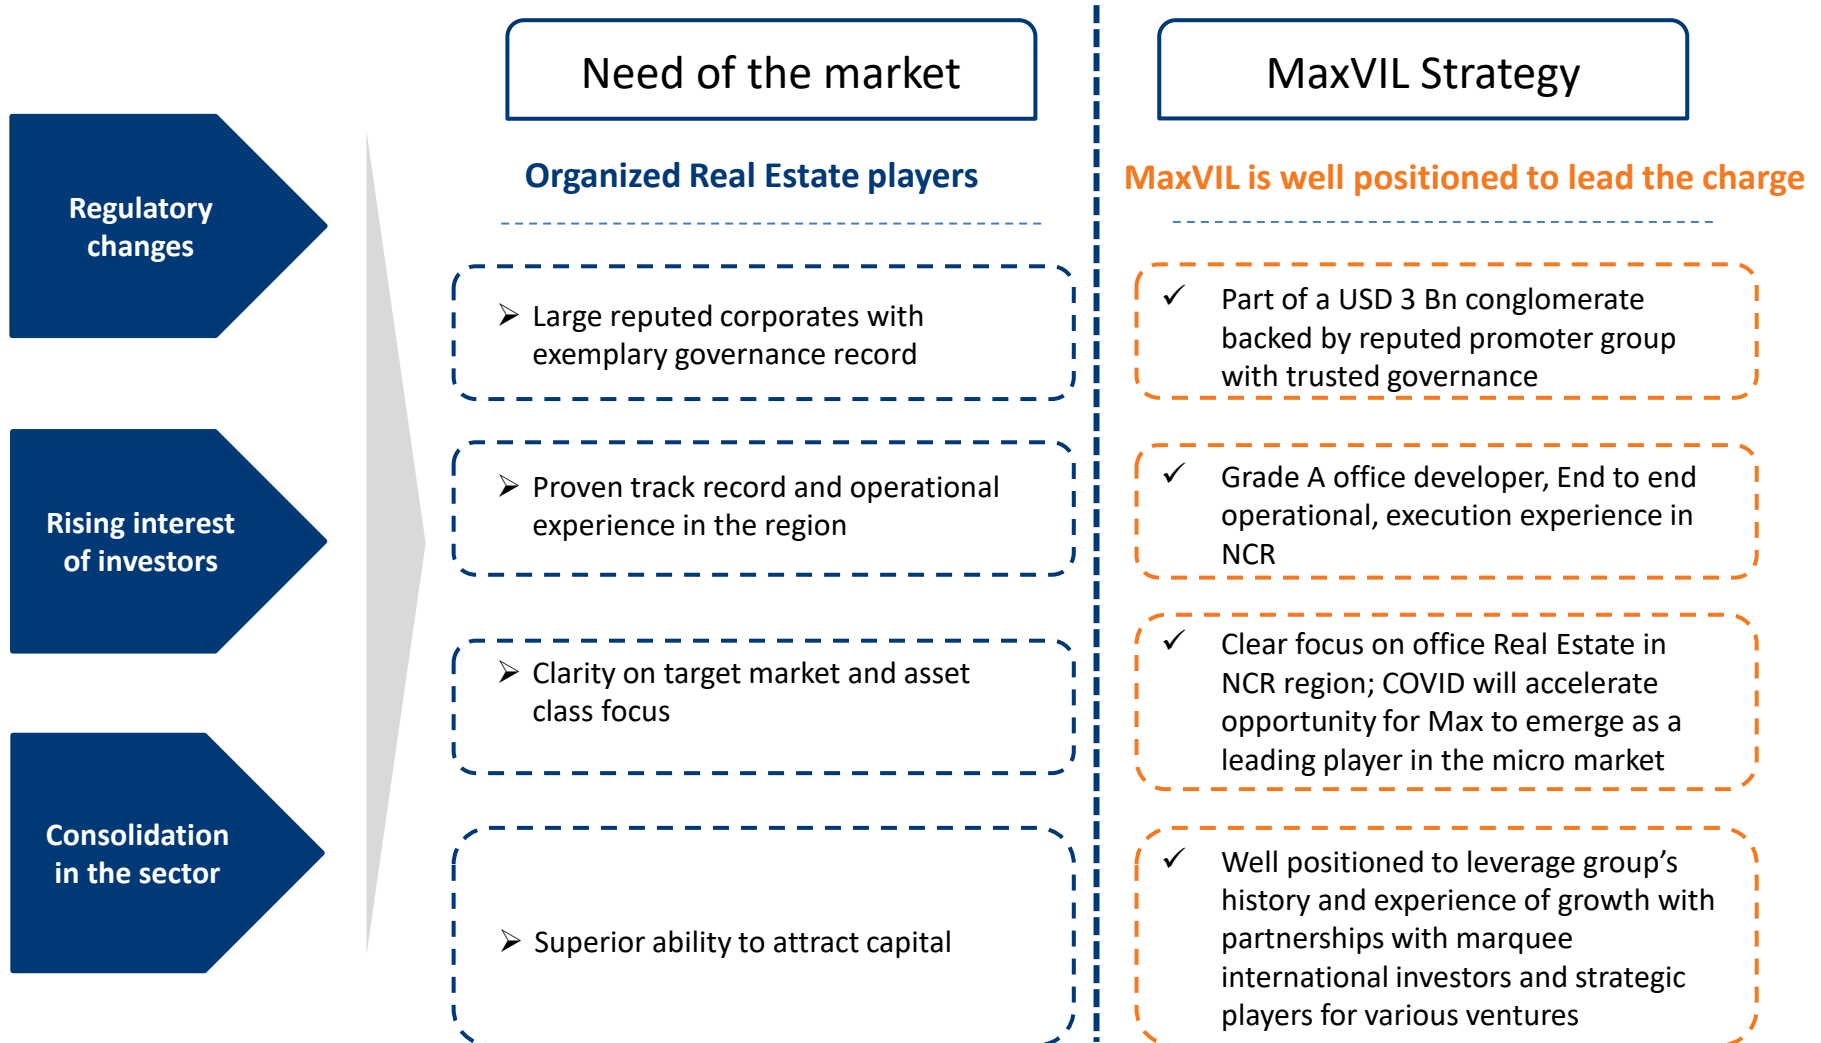 Need of the market
MaxVIL Strategy
Organized Real Estate players
MaxVIL is well positioned to lead the charge
Regulatory
changes
Rising interest
of investors
Consolidation
in the sector
➢ Large reputed corporates with
exemplary governance record
➢ Proven track record and operational
experience in the region
➢ Clarity on target market and asset
class focus
➢ Superior ability to attract capital
✓ Part of a USD 3 Bn conglomerate
backed by reputed promoter group
with trusted governance
✓ Grade A office developer, End to end
operational, execution experience in
NCR
✓ Clear focus on office Real Estate in
NCR region; COVID will accelerate
opportunity for Max to emerge as a
leading player in the micro market
✓ Well positioned to leverage group’s
history and experience of growth with
partnerships with marquee
international investors and strategic
players for various ventures